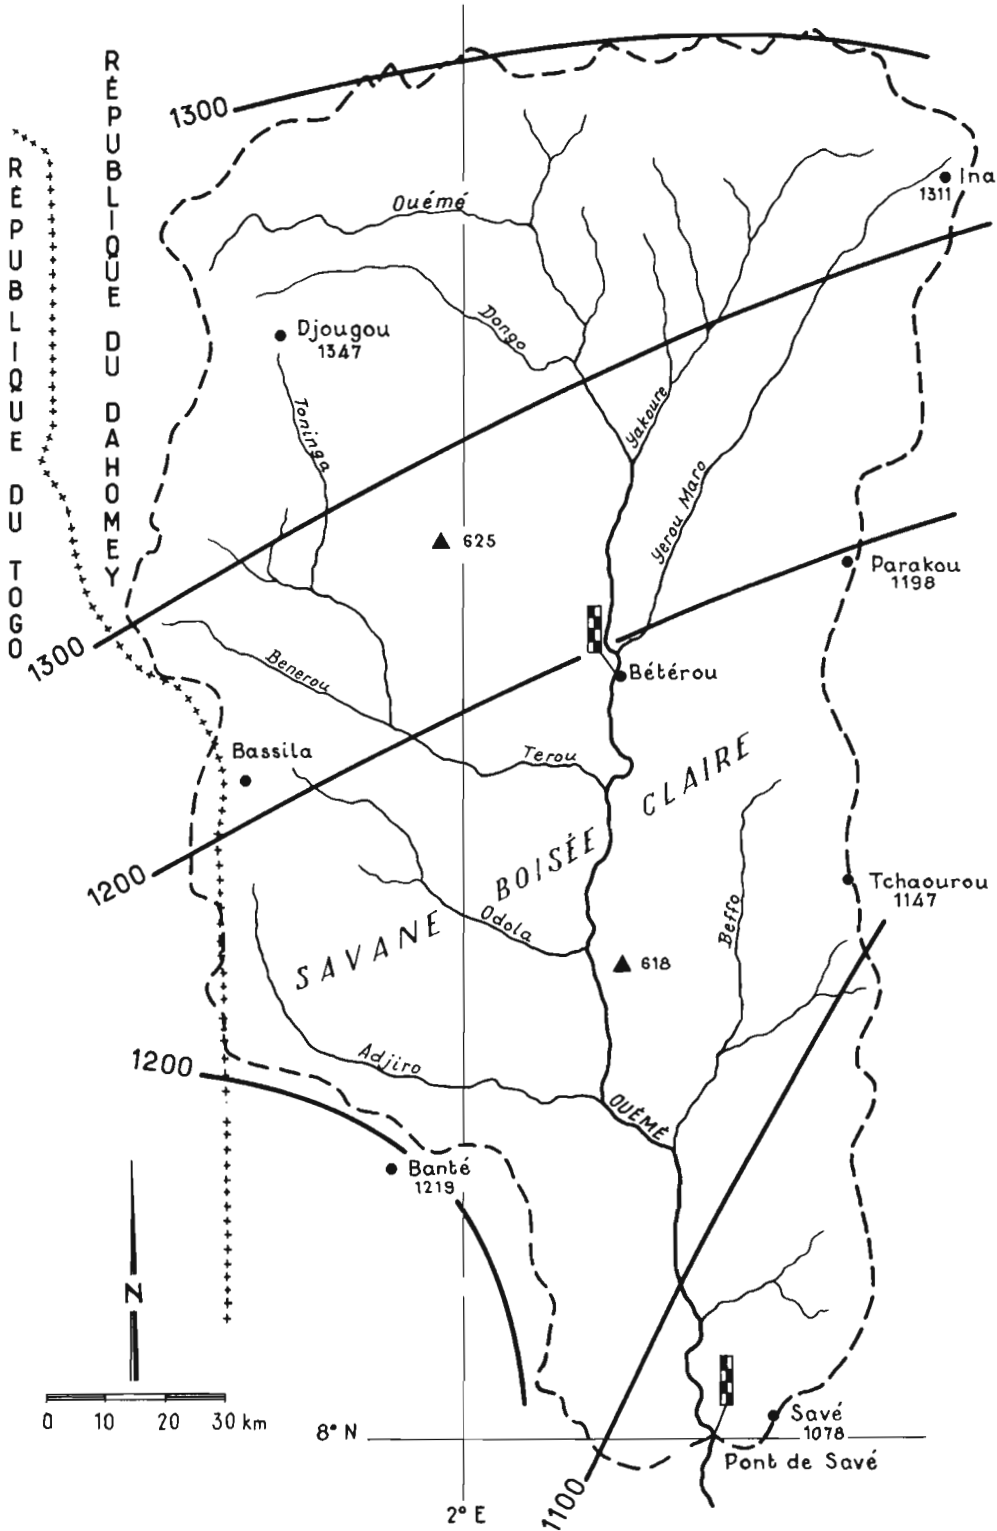 RÉPUBLIQUE DU TOGO
RÉPUBLIQUE DU DAHOMEY
1300
Ina
1311
Ouémé
Dongo
Djougou
1347
Toninga
Yakoure
Yerou Maro
625
Parakou
1198
1300
Benerou
Bétérou
Bassila
Terou
SAVANE BOISÉE CLAIRE
1200
Tchaourou
1147
Odola
Beffo
618
1200
Adjiro
OUÉMÉ
Banté
1219
N
0 10 20 30 km
8° N
Savé
1078
Pont de Savé
1100
2° E